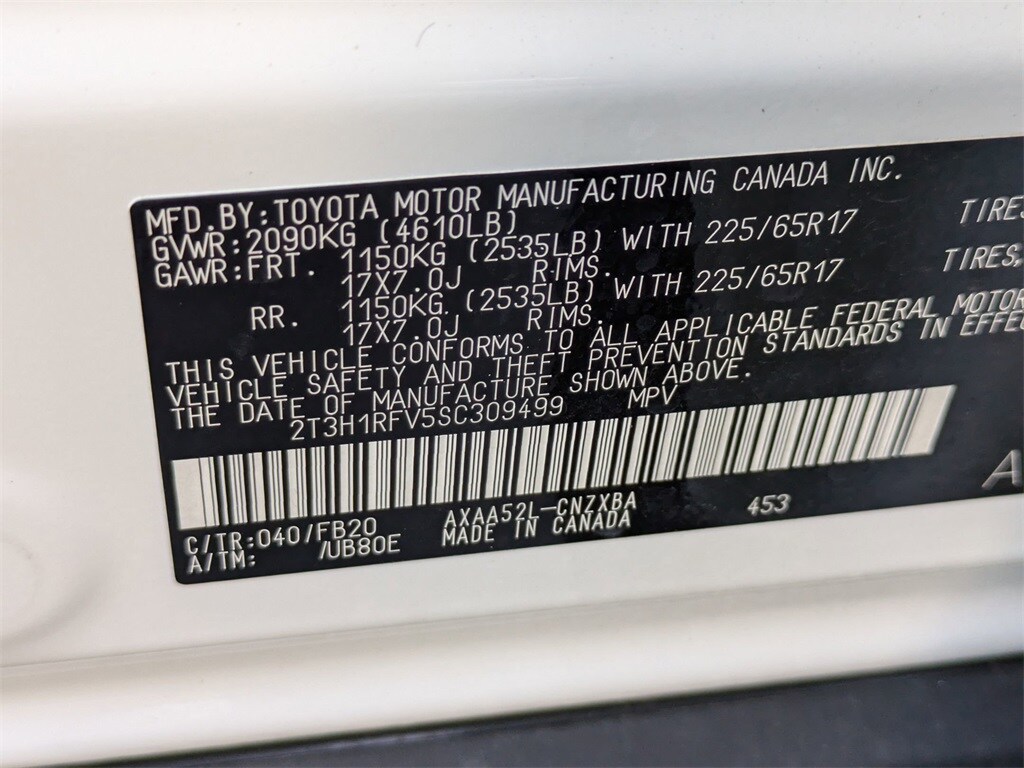 MFD.BY:TOYOTA MOTOR MANUFACTURING CANADA INC.
GVWR:2090KG (4610LB)
GAWR:FRT. 1150KG (2535LB) WITH 225/65R17 TIRES
17X7.0J RIMS.
RR. 1150KG (2535LB) WITH 225/65R17 TIRES,
17X7.0J RIMS
THIS VEHICLE CONFORMS TO ALL APPLICABLE FEDERAL MOTOR
VEHICLE SAFETY AND THEFT PREVENTION STANDARDS IN EFFE
THE DATE OF MANUFACTURE SHOWN ABOVE.
2T3H1RFV5SC309499 MPV
C/TR:040/FB20 AXAA52L-CNZXBA 453
A/TM: /UB80E MADE IN CANADA
A